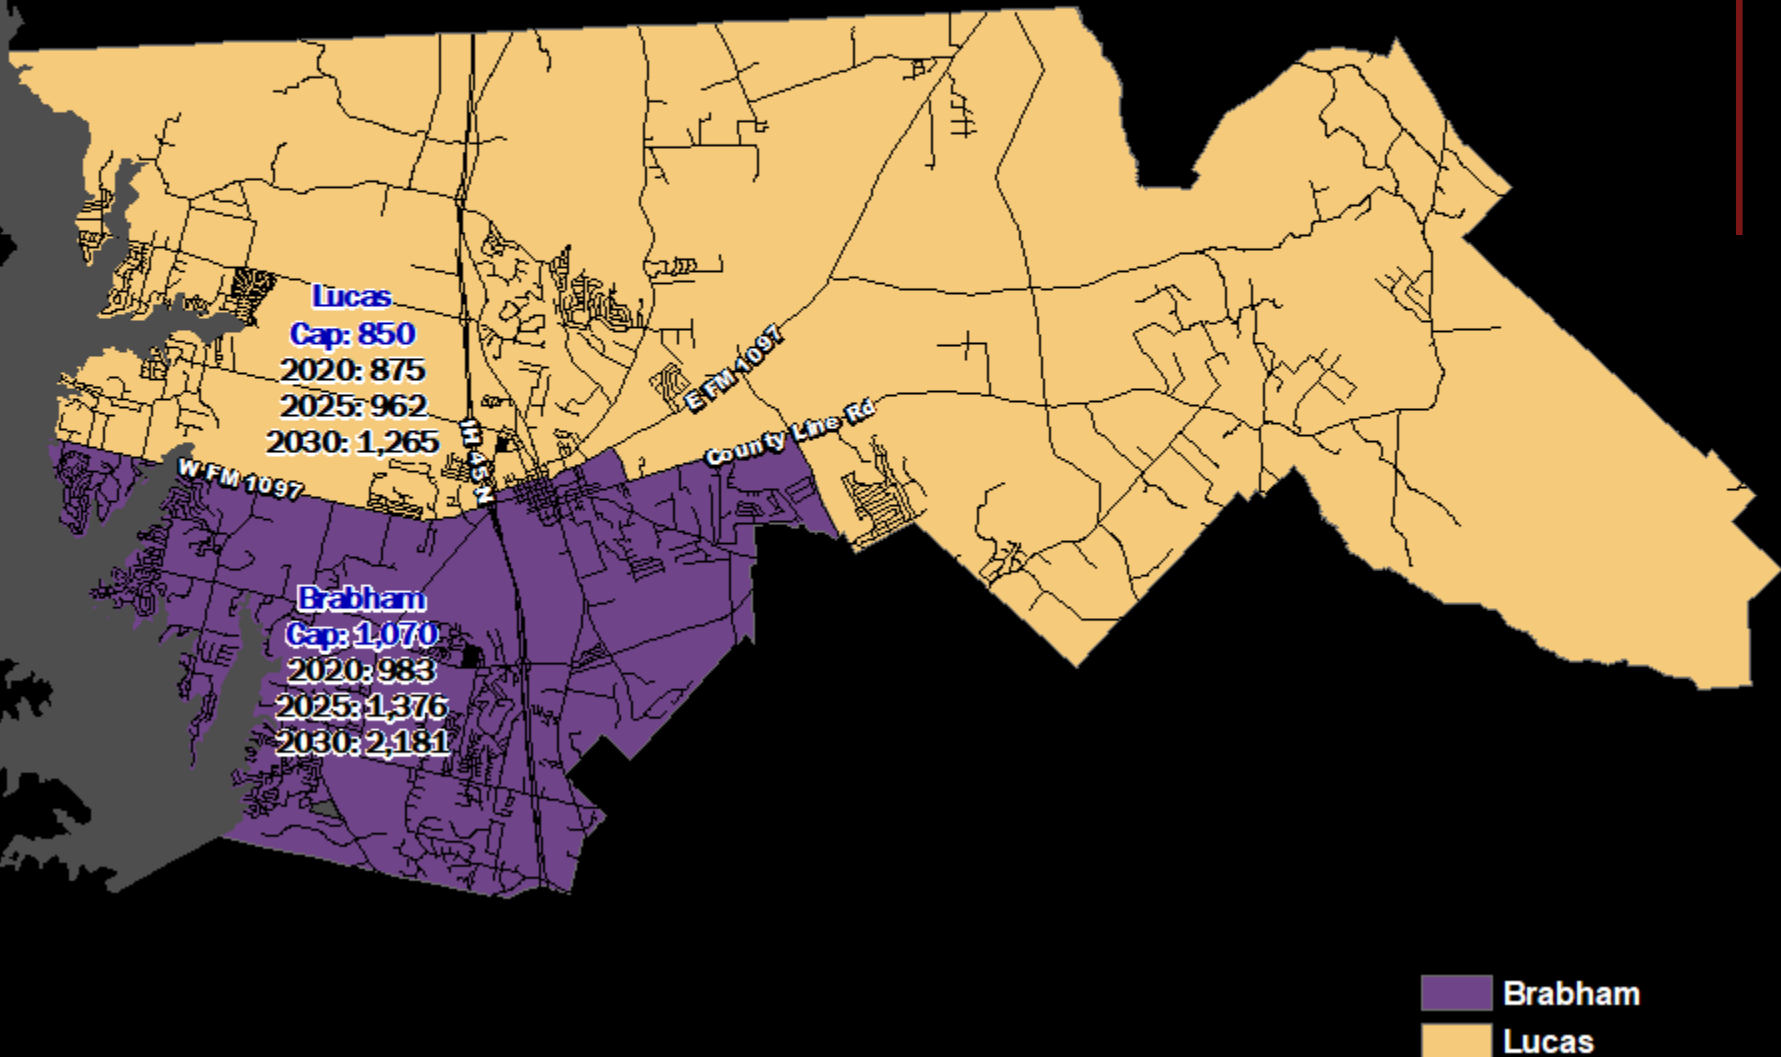 Lucas
Cap: 850
2020: 875
2025: 962
2030: 1,265
E FM 1097
County Line Rd
IH 45 N
W FM 1097
Brabham
Cap: 1,070
2020: 983
2025: 1,376
2030: 2,181
Brabham
Lucas